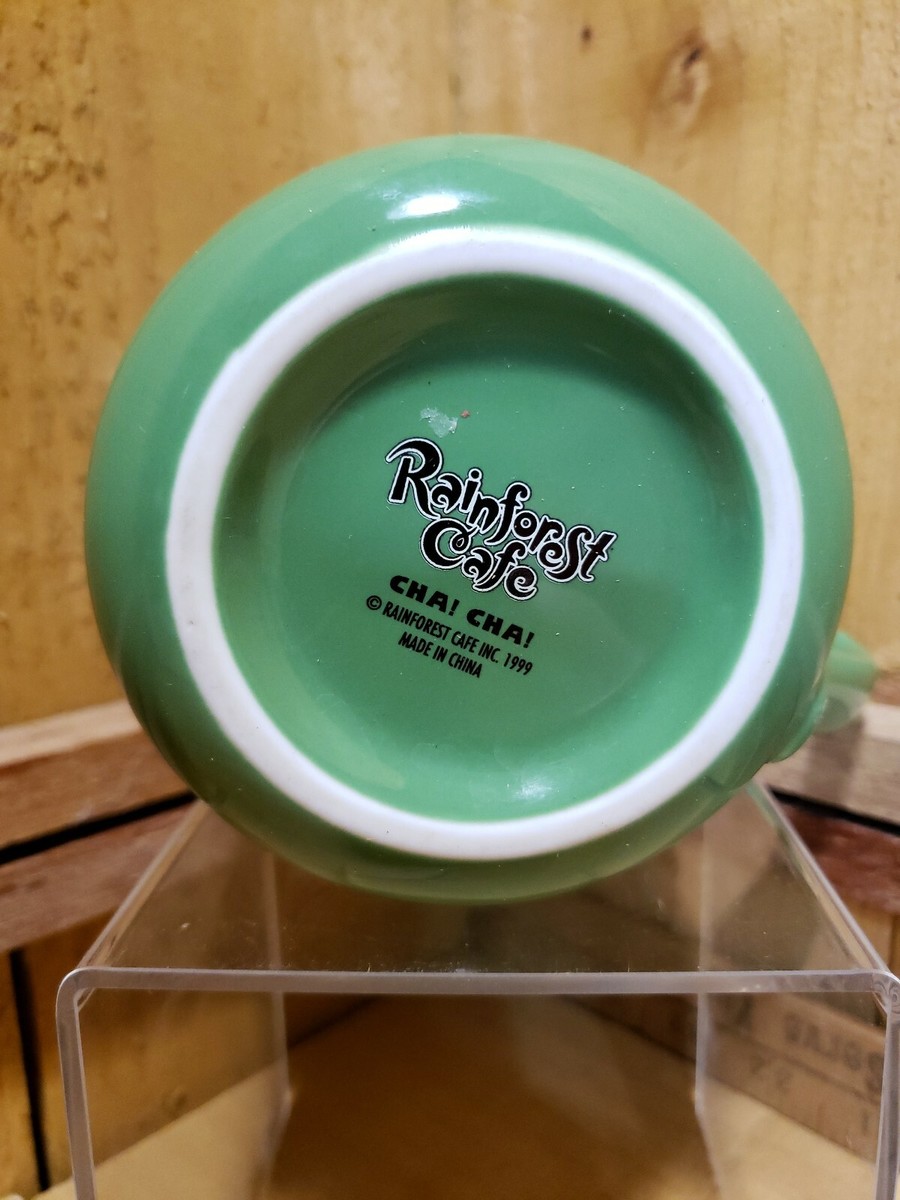 Rainforest
Cafe
CHA! CHA!
© RAINFOREST CAFE INC. 1999
MADE IN CHINA